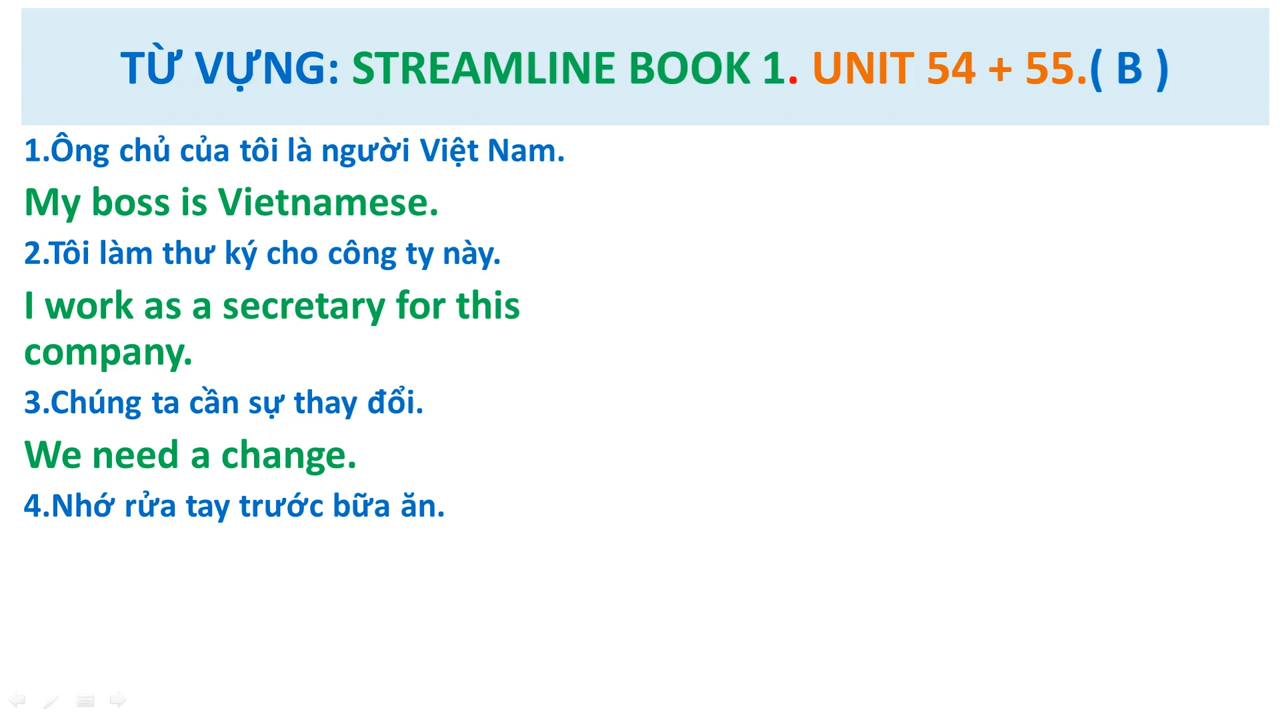 TỪ VỰNG: STREAMLINE BOOK 1. UNIT 54 + 55.( B )
1.Ông chủ của tôi là người Việt Nam.
My boss is Vietnamese.
2.Tôi làm thư ký cho công ty này.
I work as a secretary for this
company.
3.Chúng ta cần sự thay đổi.
We need a change.
4.Nhớ rửa tay trước bữa ăn.